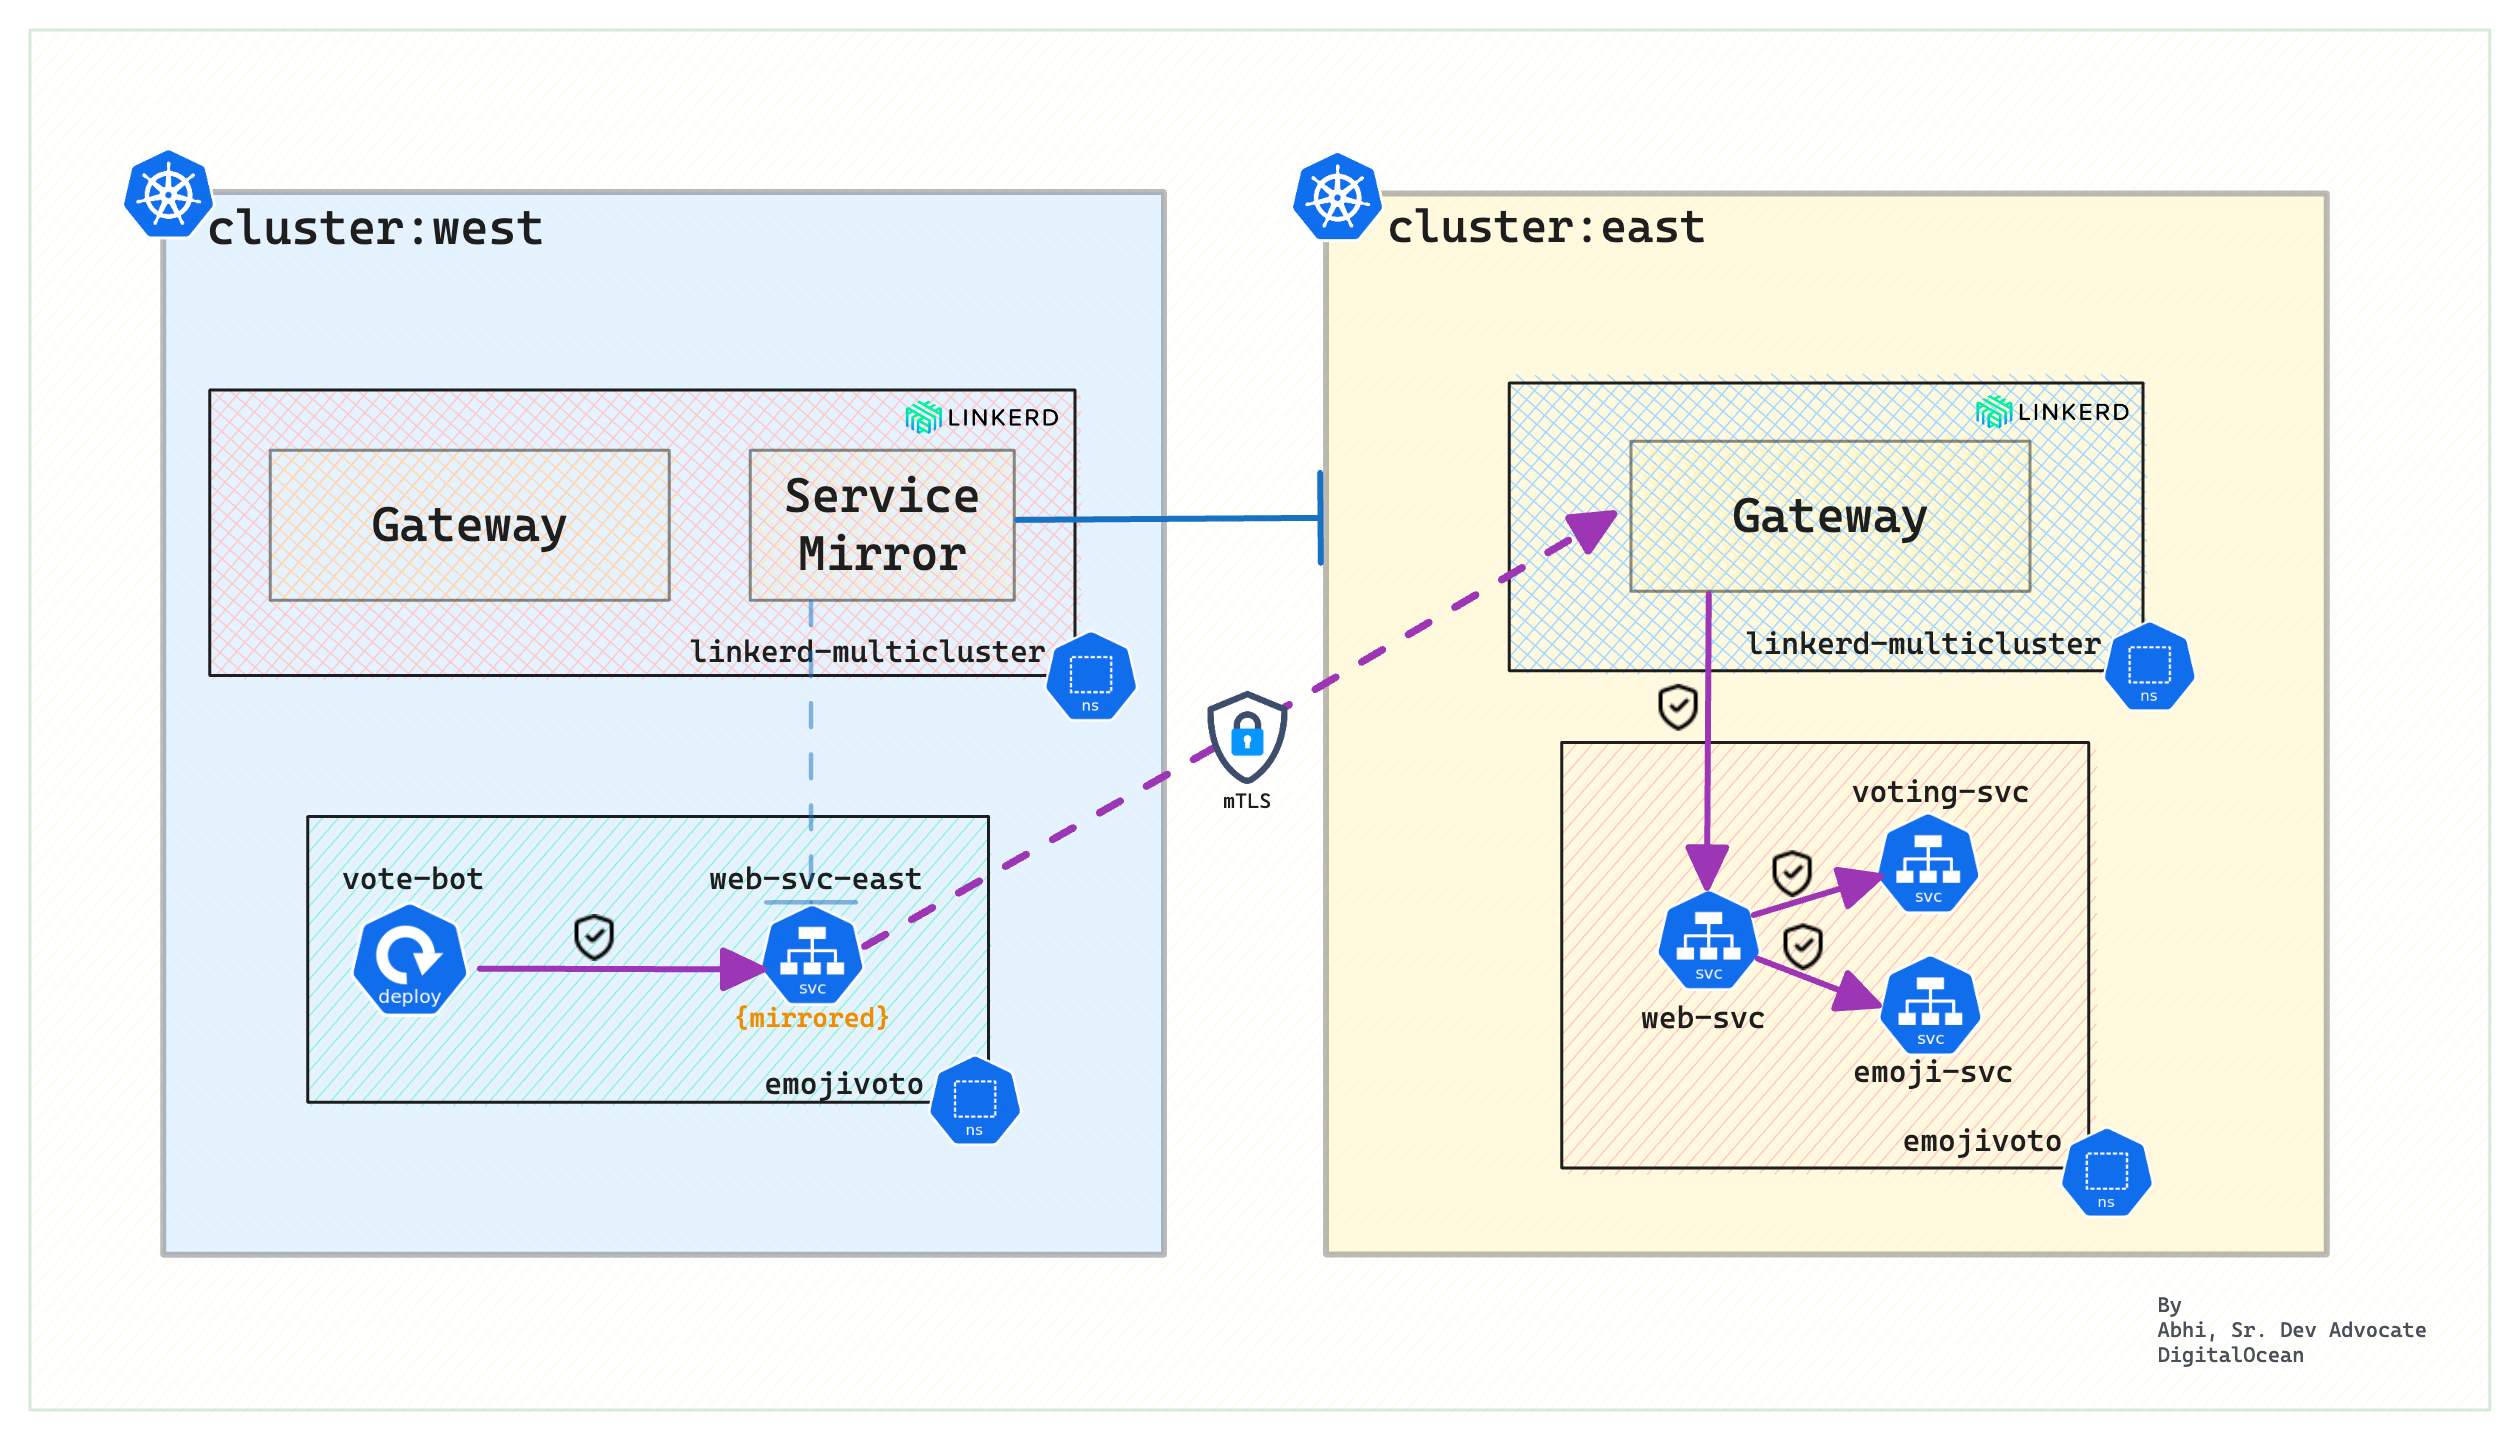 cluster:west
LINKERD
Gateway
Service
Mirror
linkerd-multicluster
ns
vote-bot
deploy
web-svc-east
svc
{mirrored}
emojivoto
ns
mTLS
cluster:east
LINKERD
Gateway
linkerd-multicluster
ns
voting-svc
svc
svc
web-svc
svc
emoji-svc
emojivoto
ns
By
Abhi, Sr. Dev Advocate
DigitalOcean